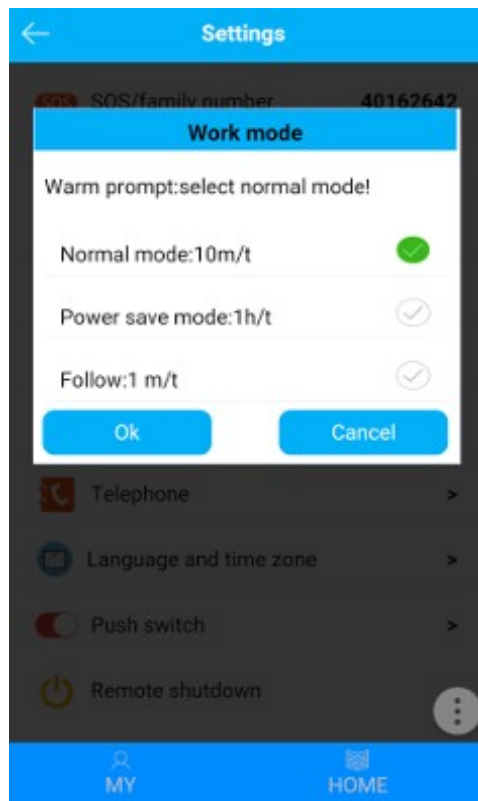 Settings
SOS SOS/family number 40162642
Work mode
Warm prompt:select normal mode!
Normal mode:10m/t
Power save mode:1h/t
Follow:1 m/t
Ok Cancel
Telephone >
Language and time zone >
Push switch >
Remote shutdown
MY HOME